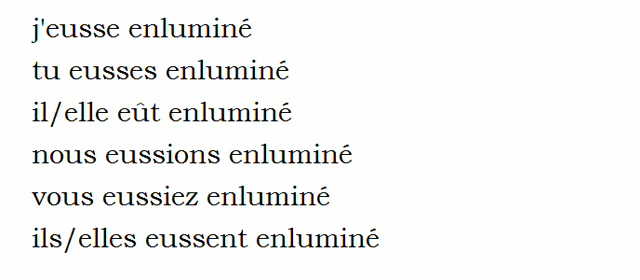 j'eusse enluminé
tu eusses enluminé
il/elle eût enluminé
nous eussions enluminé
vous eussiez enluminé
ils/elles eussent enluminé